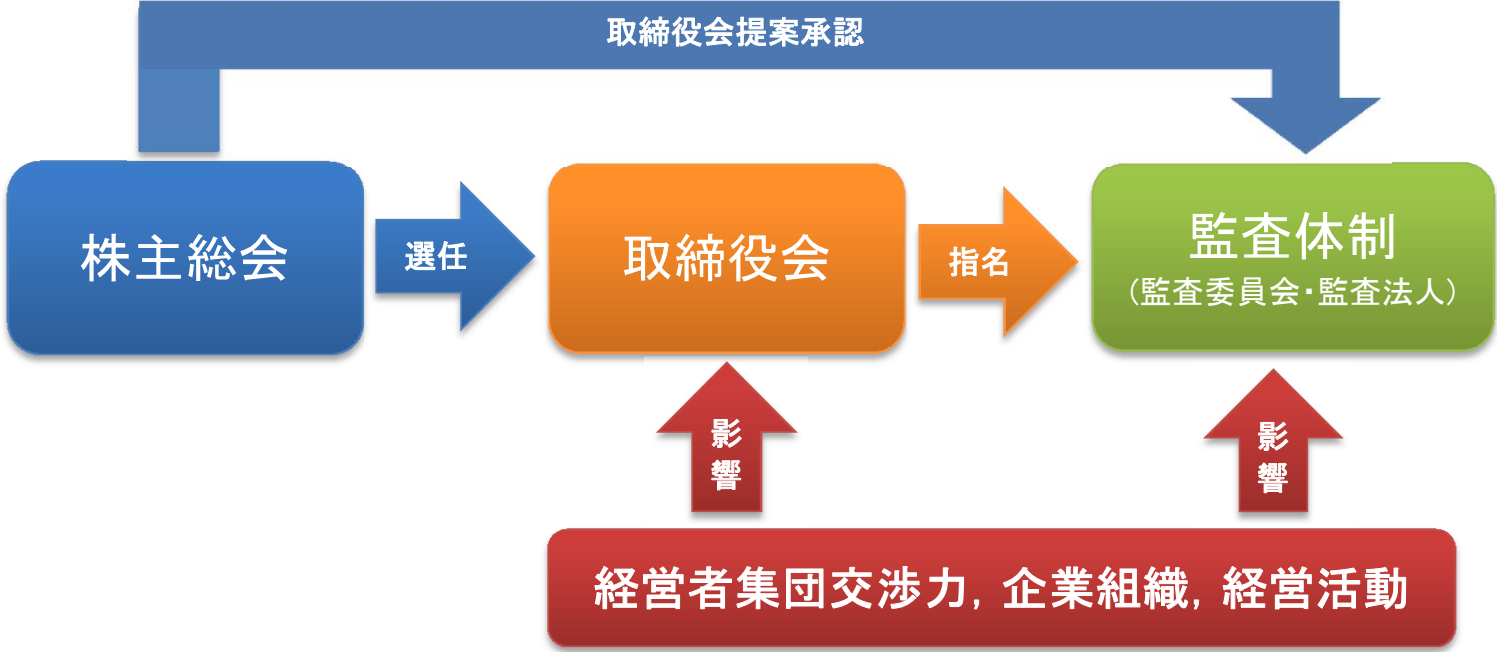 取締役会提案承認
株主総会
選任
取締役会
指名
監査体制
(監査委員会・監査法人)
影
響
影
響
経営者集団交渉力, 企業組織, 経営活動